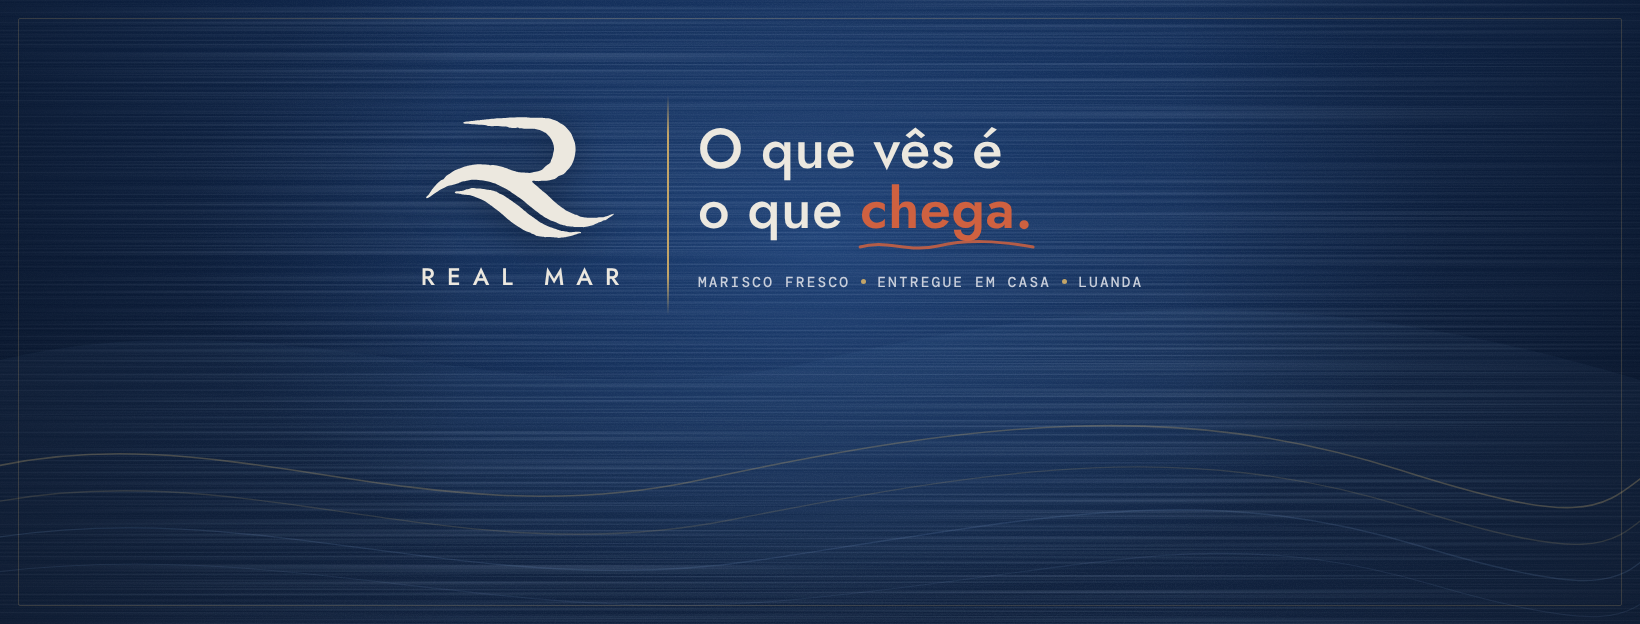 REAL MAR
O que vês é
o que chega.
MARISCO FRESCO • ENTREGUE EM CASA • LUANDA